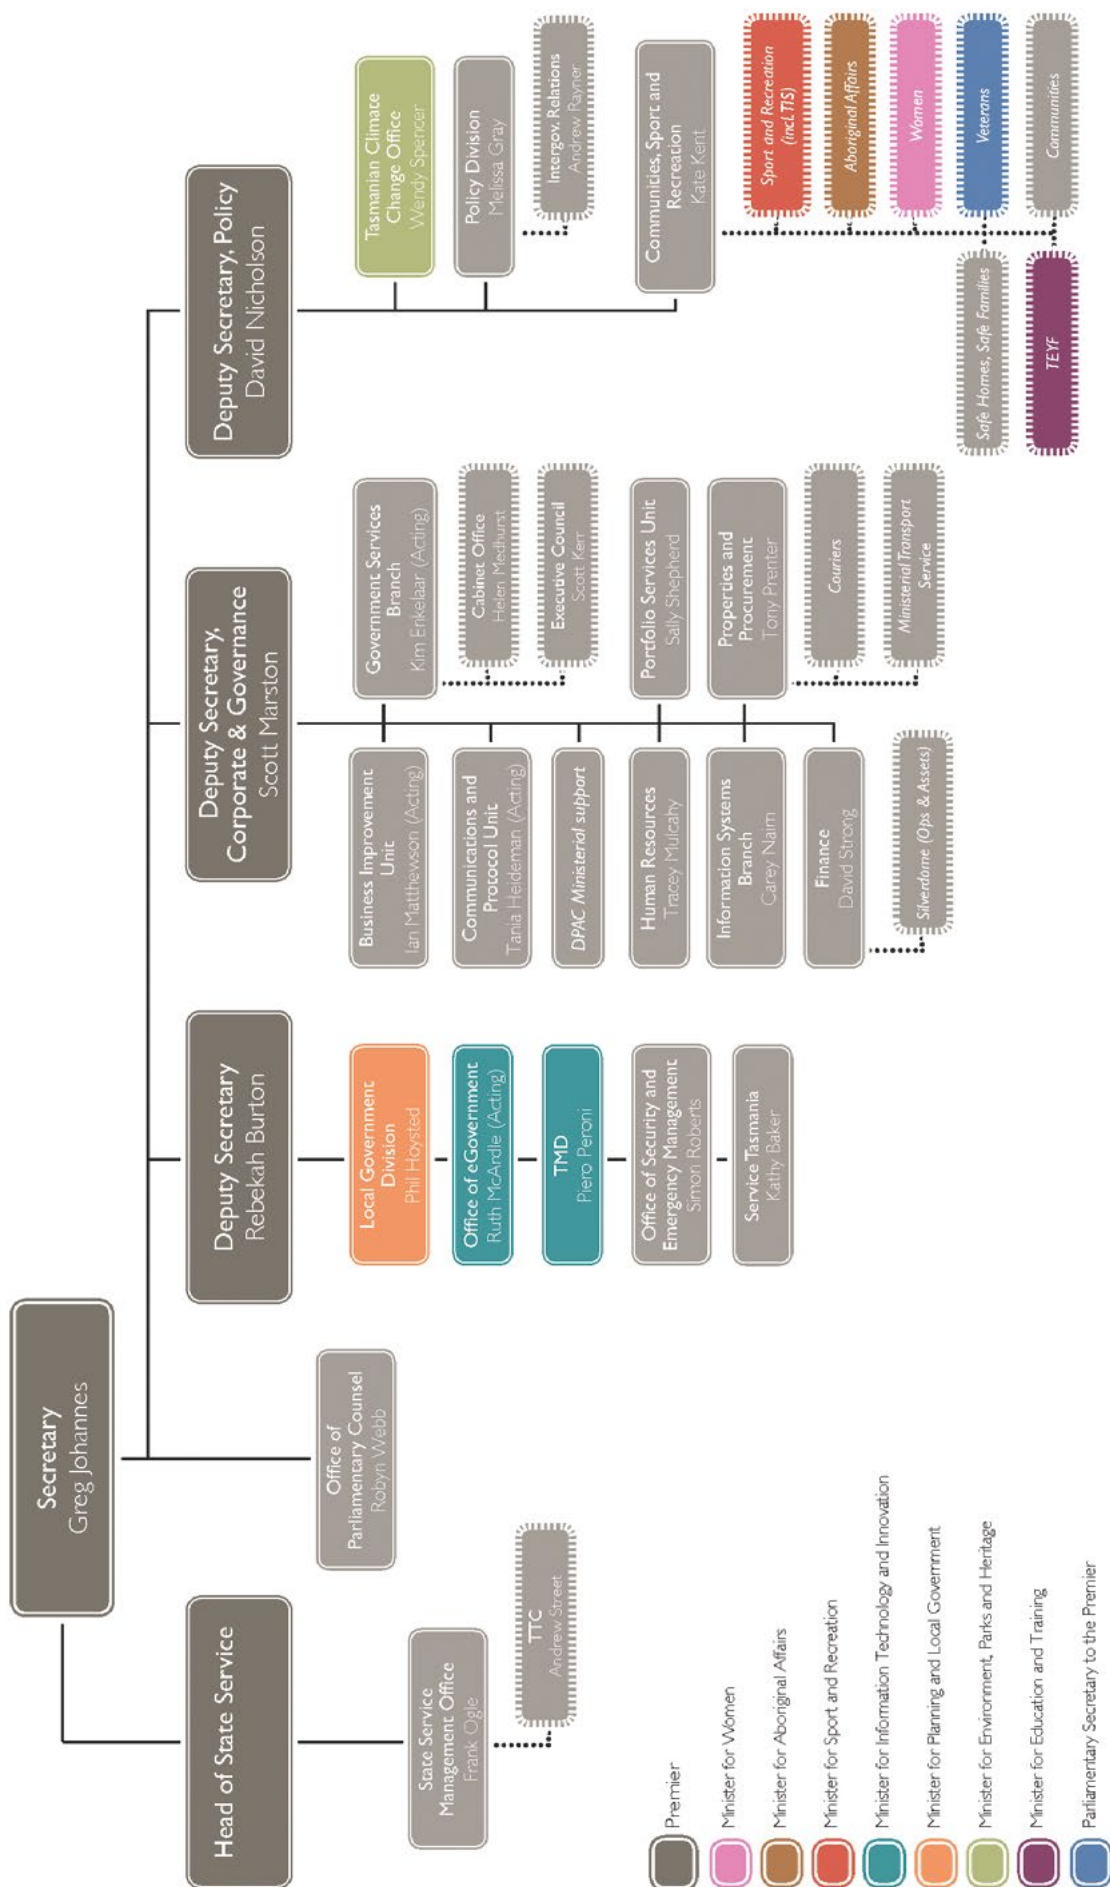 Secretary
Greg Johannes
Head of State Service
State Service
Management Office
Frank Ogle
TTC
Andrew Street
Office of
Parliamentary Counsel
Robyn Webb
Deputy Secretary
Rebekah Burton
Local Government
Division
Phil Hoysted
Office of eGovernment
Ruth McArdle (Acting)
TMD
Piero Peroni
Office of Security and
Emergency Management
Simon Roberts
Service Tasmania
Kathy Baker
Deputy Secretary,
Corporate & Governance
Scott Marston
Business Improvement
Unit
Ian Matthewson (Acting)
Communications and
Protocol Unit
Tania Heideman (Acting)
DPAC Ministerial support
Human Resources
Tracey Mulcahy
Information Systems
Branch
Carey Nairn
Finance
David Strong
Silverdome (Ops & Assets)
Government Services
Branch
Kim Enkelaar (Acting)
Cabinet Office
Helen Medhurst
Executive Council
Scott Kerr
Portfolio Services Unit
Sally Shepherd
Properties and
Procurement
Tony Prenter
Couriers
Ministerial Transport
Service
Deputy Secretary, Policy
David Nicholson
Tasmanian Climate
Change Office
Wendy Spencer
Policy Division
Melissa Gray
Intergov. Relations
Andrew Rayner
Communities, Sport and
Recreation
Kate Kent
Sport and Recreation
(incl. TIS)
Aboriginal Affairs
Women
Veterans
Communities
Safe Homes, Safe Families
TEYF
Premier
Minister for Women
Minister for Aboriginal Affairs
Minister for Sport and Recreation
Minister for Information Technology and Innovation
Minister for Planning and Local Government
Minister for Environment, Parks and Heritage
Minister for Education and Training
Parliamentary Secretary to the Premier